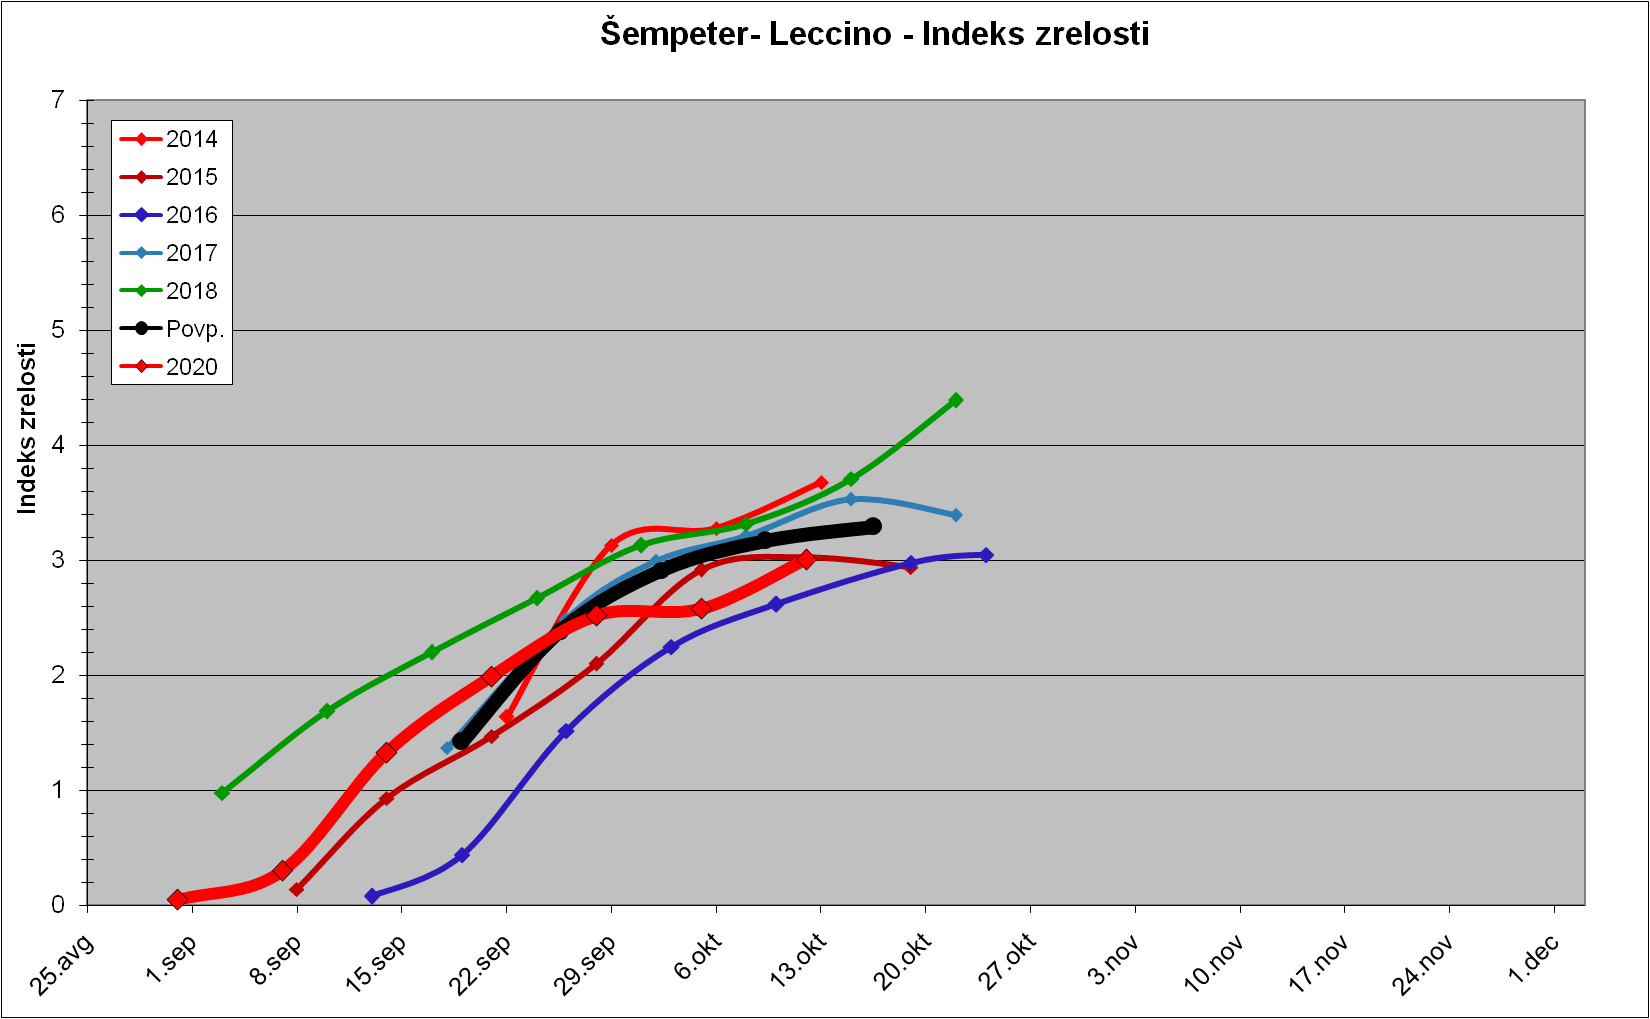 Šempeter- Leccino - Indeks zrelosti
Indeks zrelosti
7
6
5
4
3
2
1
0
2014
2015
2016
2017
2018
Povp.
2020
25.avg
1.sep
8.sep
15.sep
22.sep
29.sep
6.okt
13.okt
20.okt
27.okt
3.nov
10.nov
17.nov
24.nov
1.dec